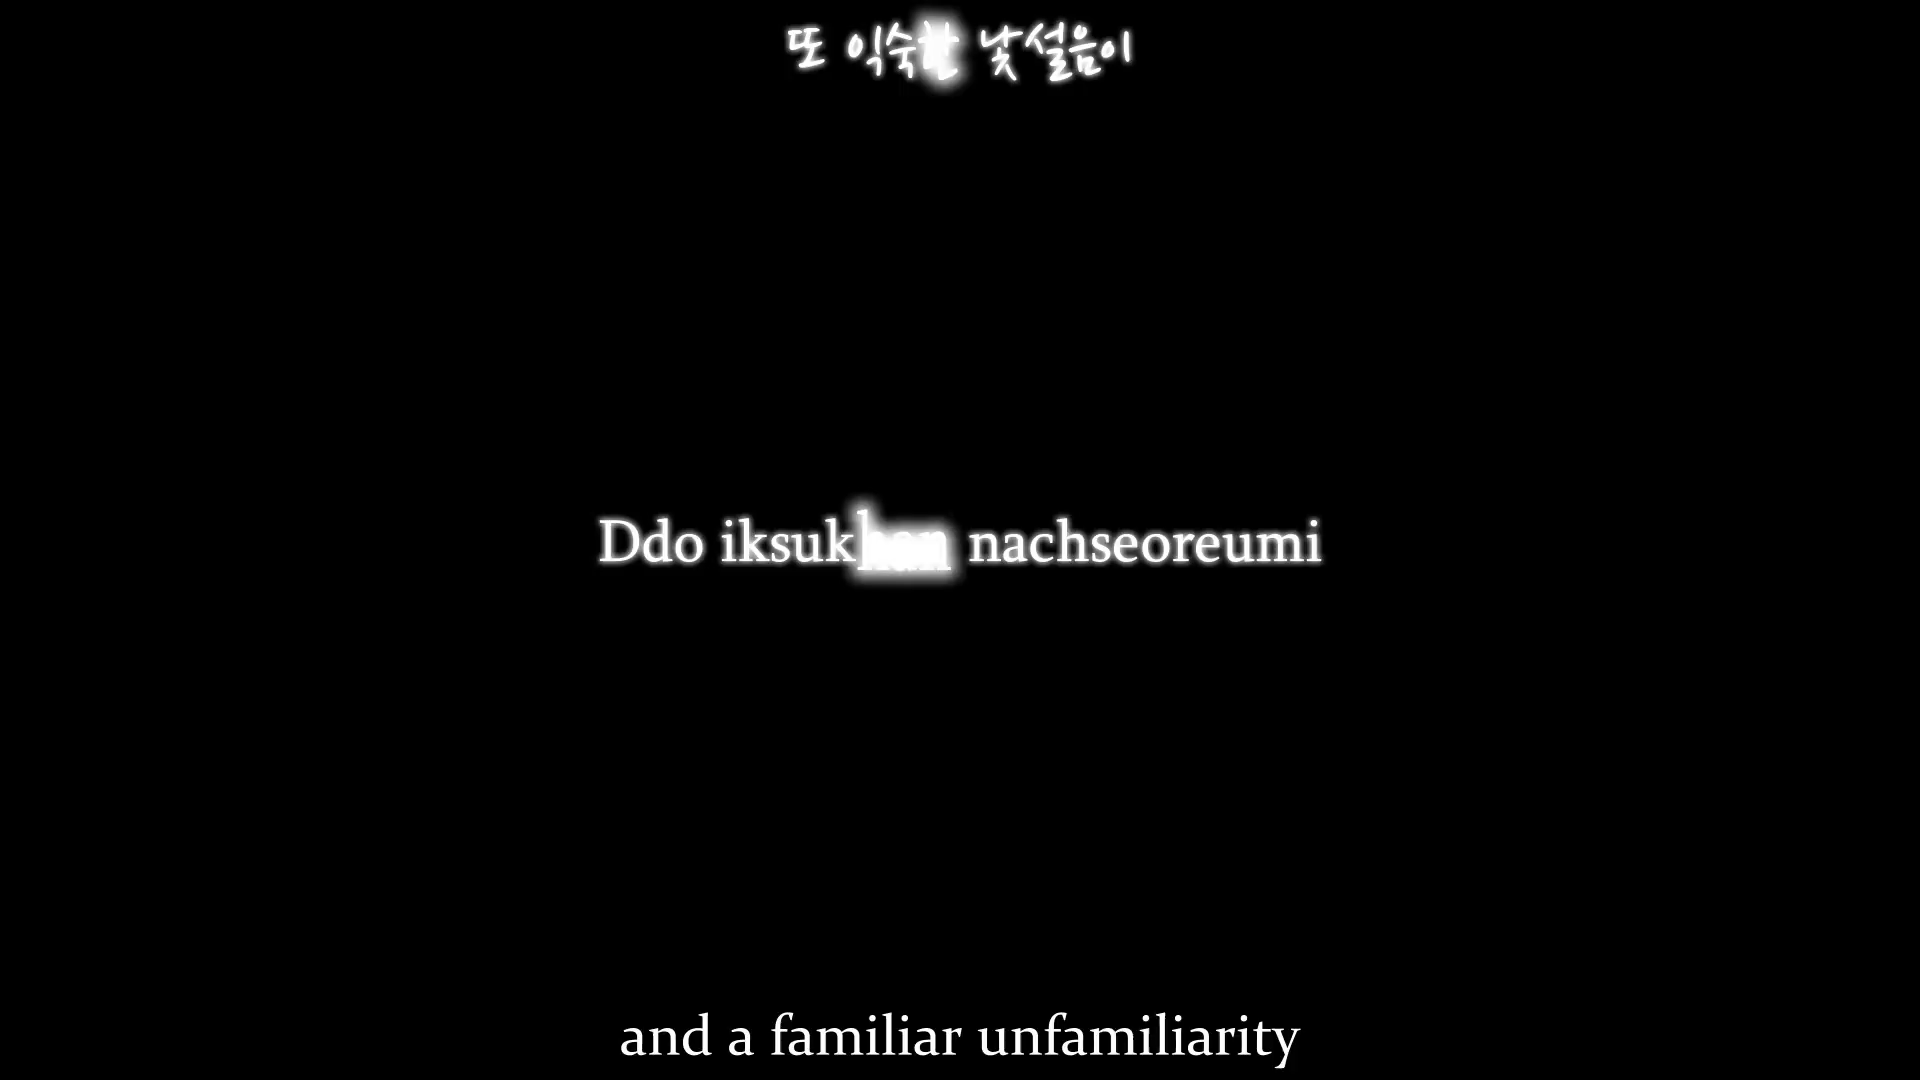 또 익숙한 낯설음이
Ddo iksukhan nachseoreumi
and a familiar unfamiliarity